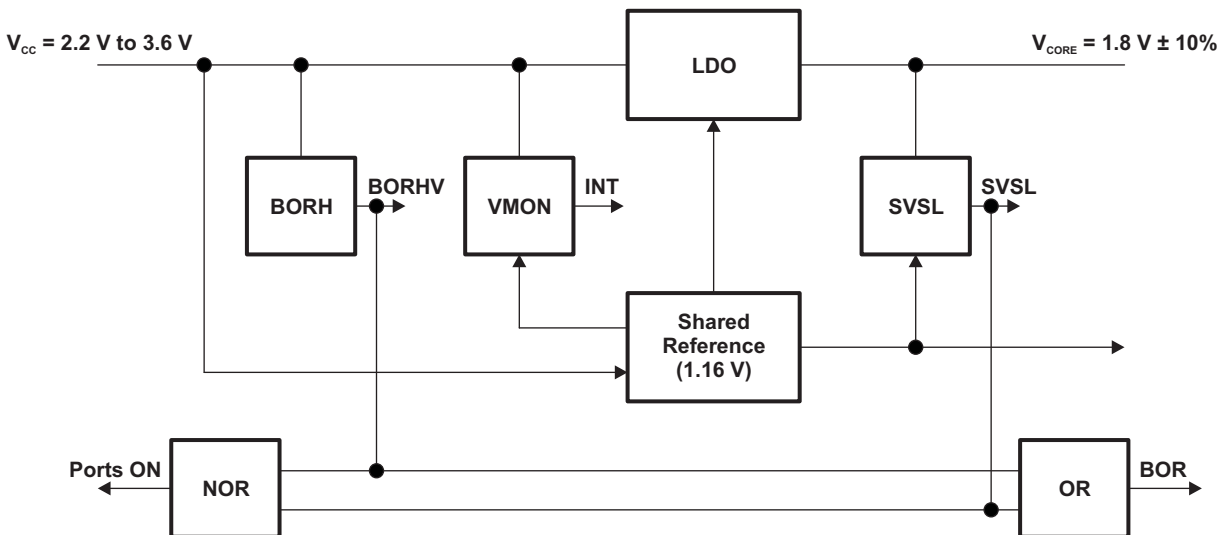 V_CC = 2.2 V to 3.6 V
LDO
V_CORE = 1.8 V ± 10%
BORH
BORHV
VMON
INT
SVSL
SVSL
Shared
Reference
(1.16 V)
Ports ON
NOR
OR
BOR